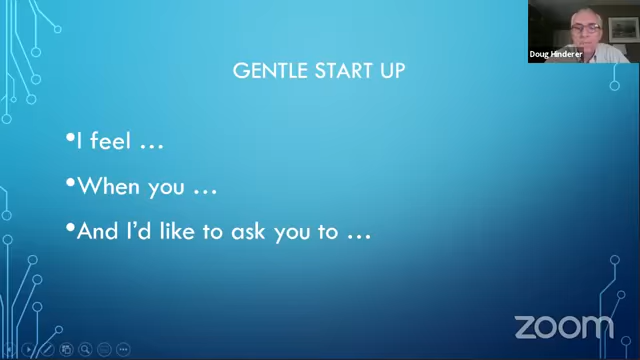 Doug Hinderer
GENTLE START UP
•I feel …
•When you …
•And I'd like to ask you to …
zoom